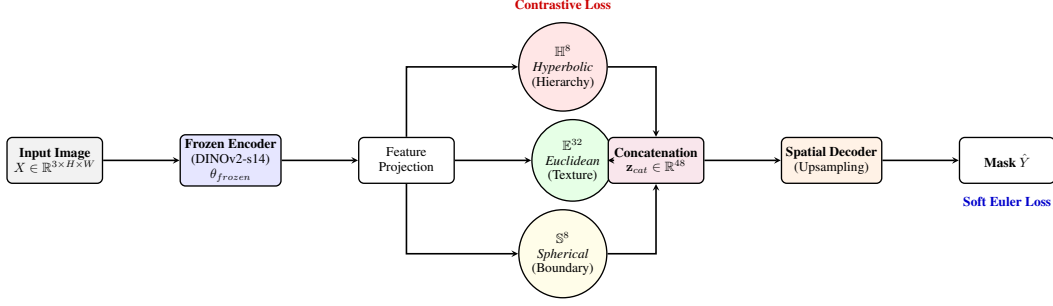 Contrastive Loss
ℍ⁸
Hyperbolic
(Hierarchy)
Input Image
X ∈ ℝ^{3×H×W}
Frozen Encoder
(DINOv2-s14)
θ_{frozen}
Feature
Projection
𝔼³²
Euclidean
(Texture)
Concatenation
z_{cat} ∈ ℝ⁴⁸
Spatial Decoder
(Upsampling)
Mask Ŷ
Soft Euler Loss
𝕊⁸
Spherical
(Boundary)